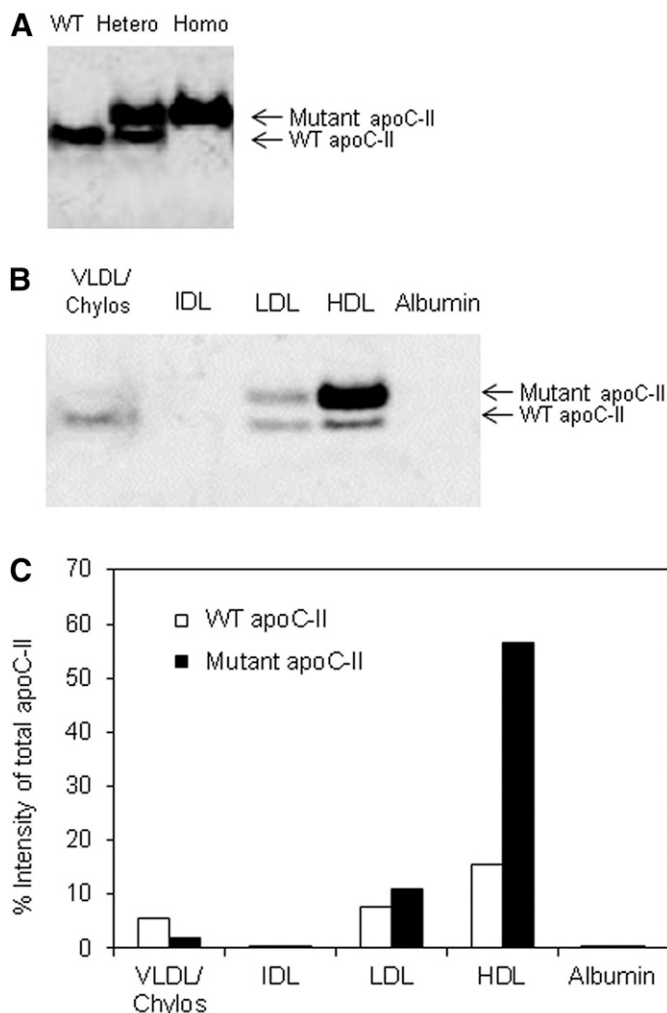 A
WT Hetero Homo
← Mutant apoC-II
← WT apoC-II
B
VLDL/
Chylos
IDL
LDL
HDL
Albumin
← Mutant apoC-II
← WT apoC-II
C
70
60
50
40
30
20
10
0
% Intensity of total apoC-II
WT apoC-II
Mutant apoC-II
VLDL/
Chylos
IDL
LDL
HDL
Albumin